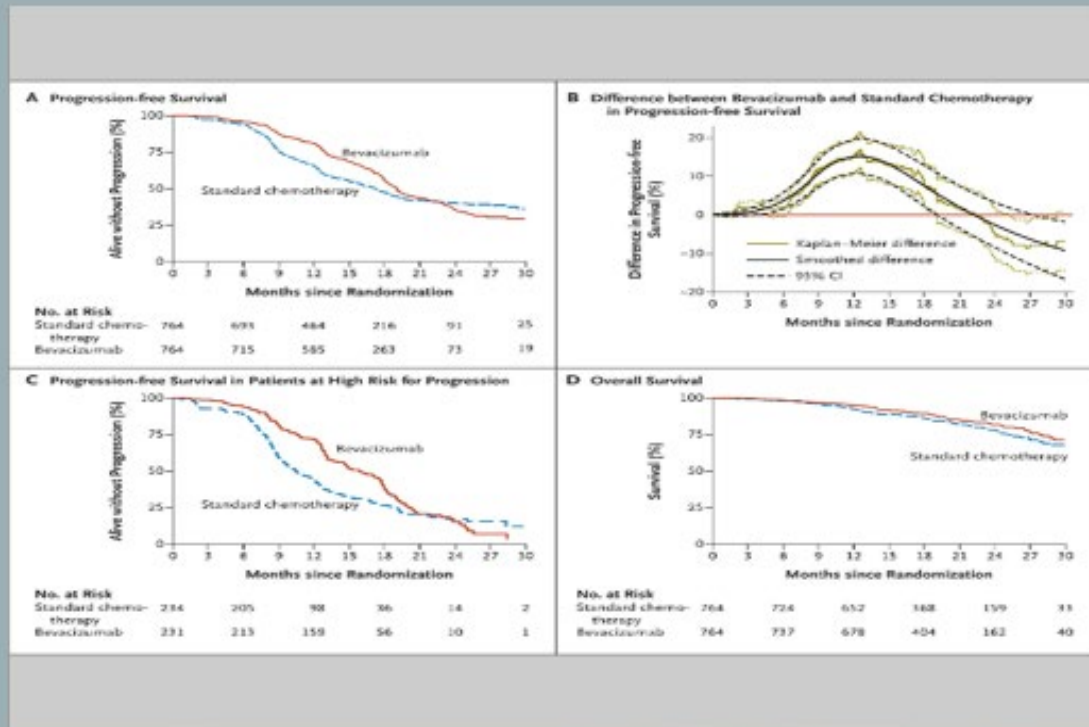 A Progression-free Survival
Alive without Progression (%)
100
75
50
25
0
Bevacizumab
Standard chemotherapy
0 3 6 9 12 15 18 21 24 27 30
Months since Randomization
No. at Risk
Standard chemo- 764 693 464 216 91 25
therapy
Bevacizumab 764 715 585 263 73 19
B Difference between Bevacizumab and Standard Chemotherapy
in Progression-free Survival
Difference in Progression-free
Survival (%)
20
10
0
-10
-20
Kaplan–Meier difference
Smoothed difference
95% CI
0 3 6 9 12 15 18 21 24 27 30
Months since Randomization
C Progression-free Survival in Patients at High Risk for Progression
Alive without Progression (%)
100
75
50
25
0
Bevacizumab
Standard chemotherapy
0 3 6 9 12 15 18 21 24 27 30
Months since Randomization
No. at Risk
Standard chemo- 234 205 98 36 14 2
therapy
Bevacizumab 231 213 159 56 10 1
D Overall Survival
Survival (%)
100
75
50
25
0
Bevacizumab
Standard chemotherapy
0 3 6 9 12 15 18 21 24 27 30
Months since Randomization
No. at Risk
Standard chemo- 764 724 652 368 159 33
therapy
Bevacizumab 764 737 678 404 162 40